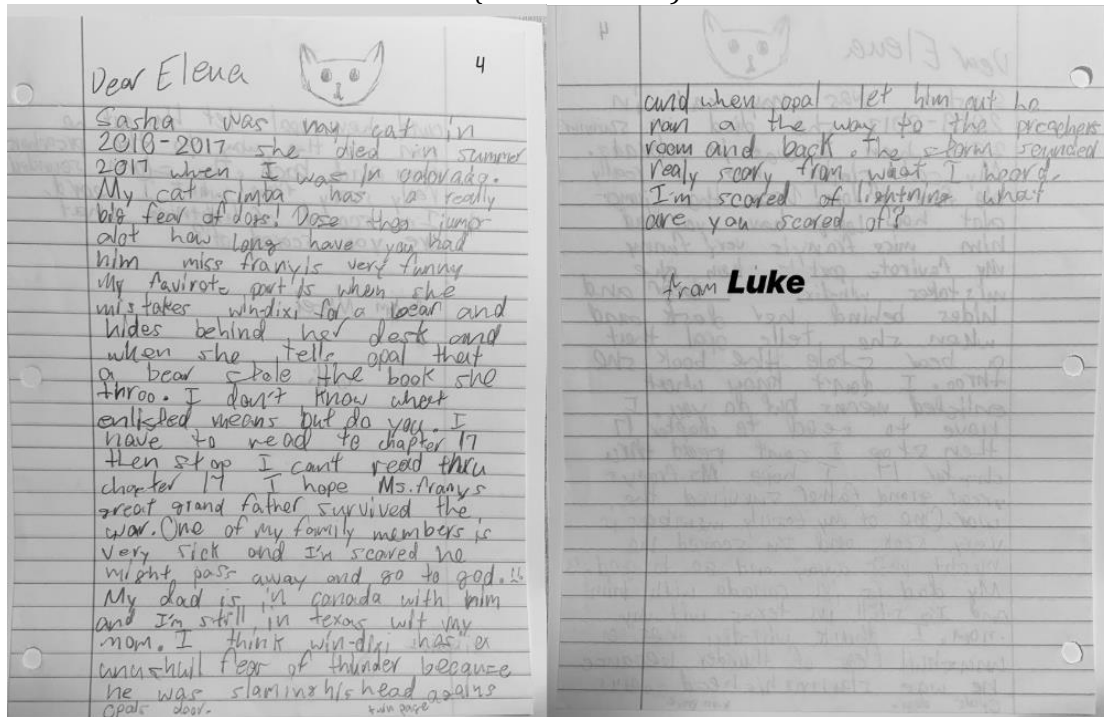 Dear Elena
4
Sasha was my cat in
2016-2017 she died in summer
2017 when I was in colorado.
My cat simba has a really
big fear of dogs! Dose theo jump
alot how long have you had
him miss franyis very funny
My favirote part is when she
mistakes win-dixi for a bear and
hides behind her desk and
when she tells opal that
a bear stole the book she
throo. I don't know what
enlisted means but do you. I
have to read to chapter 17
then stop I cant read thru
chapter 17 I hope Ms.franys
great grand father survived the
war. One of my family members is
very sick and I'm scared he
might pass away and go to god.
My dad is in canada with him
and I'm still in texas wit my
mom. I think win-dixi has a
unushuil flear of thunder because
he was slaming his head agains
opals door.
turn page
and when opal let him out he
ran a the way to the preachers
room and back. the storm sounded
realy scary from what I heard.
I'm scared of lightning what
are you scared of?
from Luke